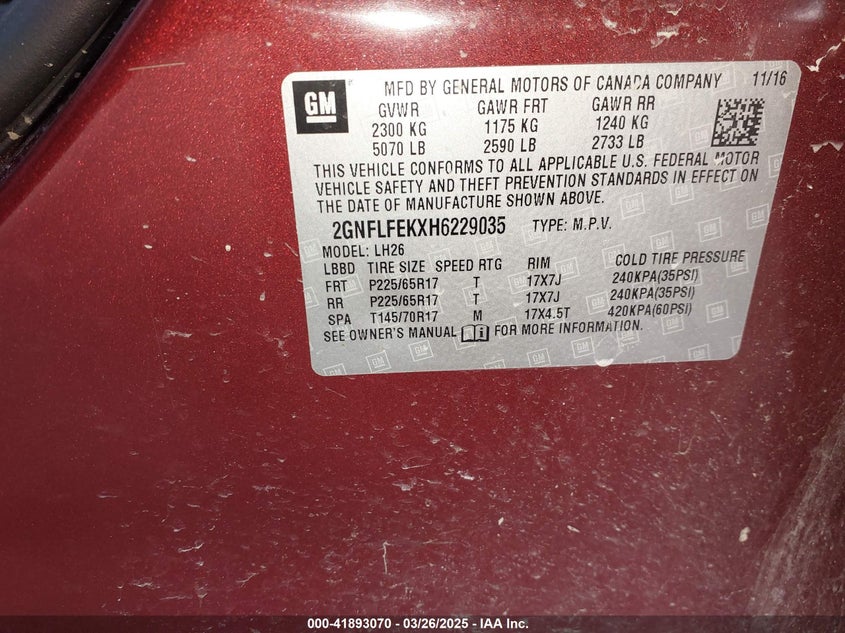 GM
MFD BY GENERAL MOTORS OF CANADA COMPANY 11/16
GVWR GAWR FRT GAWR RR
2300 KG 1175 KG 1240 KG
5070 LB 2590 LB 2733 LB
THIS VEHICLE CONFORMS TO ALL APPLICABLE U.S. FEDERAL MOTOR
VEHICLE SAFETY AND THEFT PREVENTION STANDARDS IN EFFECT ON
THE DATE OF MANUFACTURE SHOWN ABOVE.
2GNFLFEKXH6229035 TYPE: M.P.V.
MODEL: LH26
LBBD TIRE SIZE SPEED RTG RIM COLD TIRE PRESSURE
FRT P225/65R17 T 17X7J 240KPA(35PSI)
RR P225/65R17 T 17X7J 240KPA(35PSI)
SPA T145/70R17 M 17X4.5T 420KPA(60PSI)
SEE OWNER'S MANUAL FOR MORE INFORMATION.
000-41893070 - 03/26/2025 - IAA Inc.